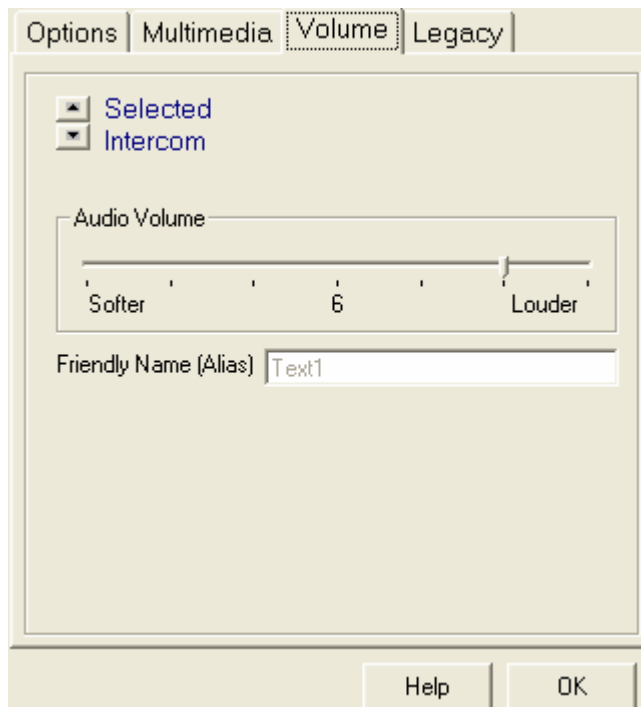 Options Multimedia Volume Legacy
Selected
Intercom
Audio Volume
Softer 6 Louder
Friendly Name (Alias) Text1
Help OK